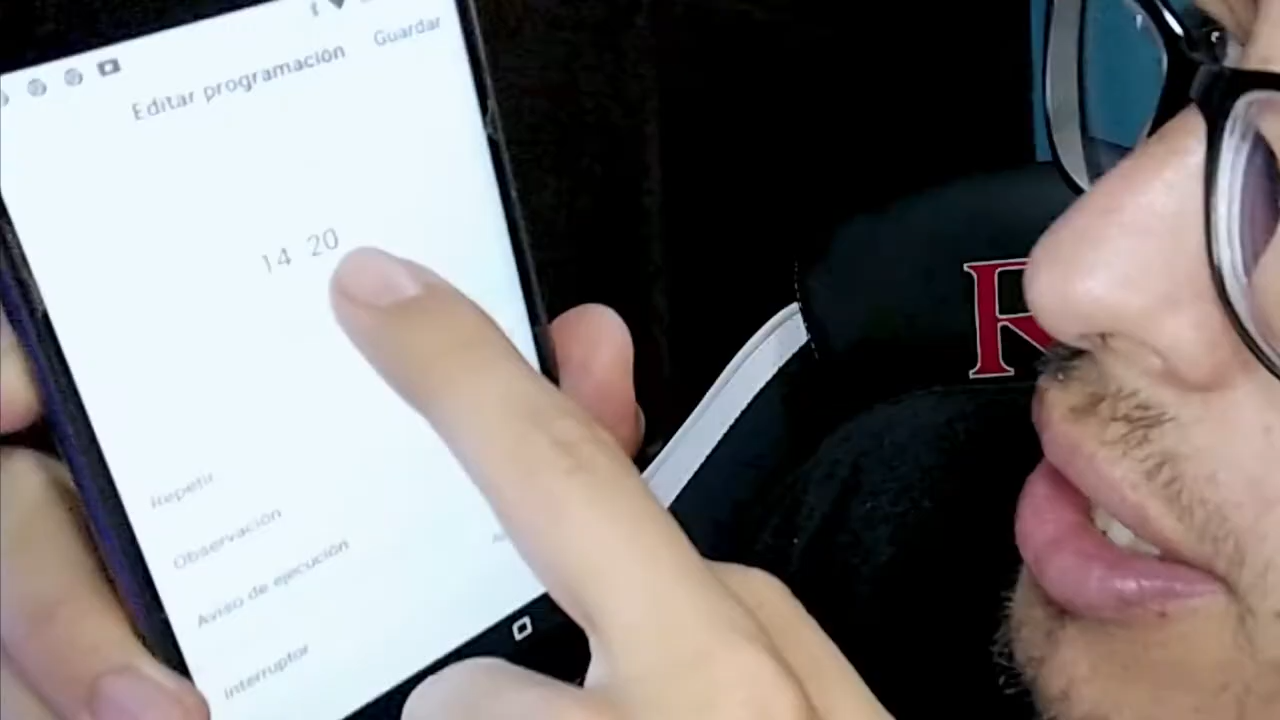 Guardar
Editar programación
14 20
Repetir
Observación
Aviso de ejecución
Interruptor
R